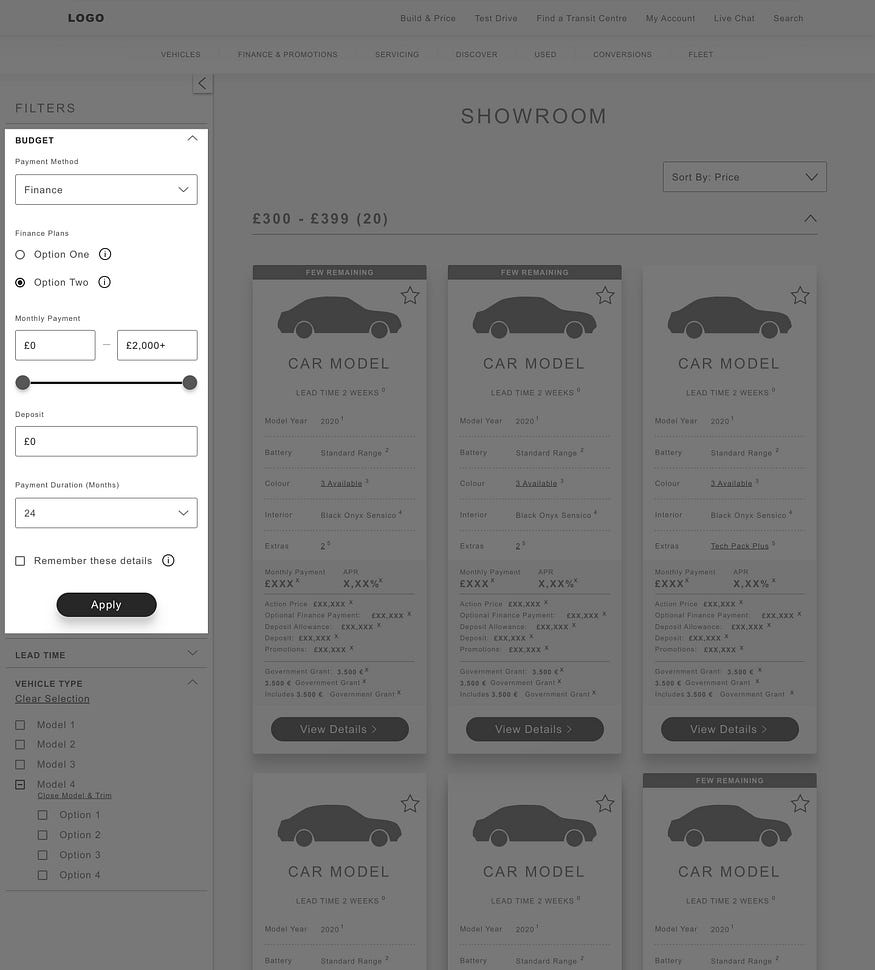 LOGO
Build & Price Test Drive Find a Transit Centre My Account Live Chat Search
VEHICLES FINANCE & PROMOTIONS SERVICING DISCOVER USED CONVERSIONS FLEET
FILTERS
BUDGET
Payment Method
Finance
Finance Plans
Option One
Option Two
Monthly Payment
£0 — £2,000+
Deposit
£0
Payment Duration (Months)
24
Remember these details
Apply
LEAD TIME
VEHICLE TYPE
Clear Selection
Model 1
Model 2
Model 3
Model 4
Close Model & Trim
Option 1
Option 2
Option 3
Option 4
SHOWROOM
Sort By: Price
£300 - £399 (20)
FEW REMAINING
CAR MODEL
LEAD TIME 2 WEEKS 0
Model Year 2020 1
Battery Standard Range 2
Colour 3 Available 3
Interior Black Onyx Sensico 4
Extras 2 5
Monthly Payment APR
£XXX X X,XX% X
Action Price £XX,XXX X
Optional Finance Payment: £XX,XXX X
Deposit Allowance: £XX,XXX X
Deposit: £XX,XXX X
Promotions: £XX,XXX X
Government Grant: 3.500 € X
3.500 € Government Grant X
Includes 3.500 € Government Grant X
View Details
FEW REMAINING
CAR MODEL
LEAD TIME 2 WEEKS 0
Model Year 2020 1
Battery Standard Range 2
Colour 3 Available 3
Interior Black Onyx Sensico 4
Extras 2 5
Monthly Payment APR
£XXX X X,XX% X
Action Price £XX,XXX X
Optional Finance Payment: £XX,XXX X
Deposit Allowance: £XX,XXX X
Deposit: £XX,XXX X
Promotions: £XX,XXX X
Government Grant: 3.500 € X
3.500 € Government Grant X
Includes 3.500 € Government Grant X
View Details
CAR MODEL
LEAD TIME 2 WEEKS 0
Model Year 2020 1
Battery Standard Range 2
Colour 3 Available 3
Interior Black Onyx Sensico 4
Extras Tech Pack Plus 5
Monthly Payment APR
£XXX X X,XX% X
Action Price £XX,XXX X
Optional Finance Payment: £XX,XXX X
Deposit Allowance: £XX,XXX X
Deposit: £XX,XXX X
Promotions: £XX,XXX X
Government Grant: 3.500 € X
3.500 € Government Grant X
Includes 3.500 € Government Grant X
View Details
CAR MODEL
LEAD TIME 2 WEEKS 0
Model Year 2020 1
Battery Standard Range 2
CAR MODEL
LEAD TIME 2 WEEKS 0
Model Year 2020 1
Battery Standard Range 2
FEW REMAINING
CAR MODEL
LEAD TIME 2 WEEKS 0
Model Year 2020 1
Battery Standard Range 2